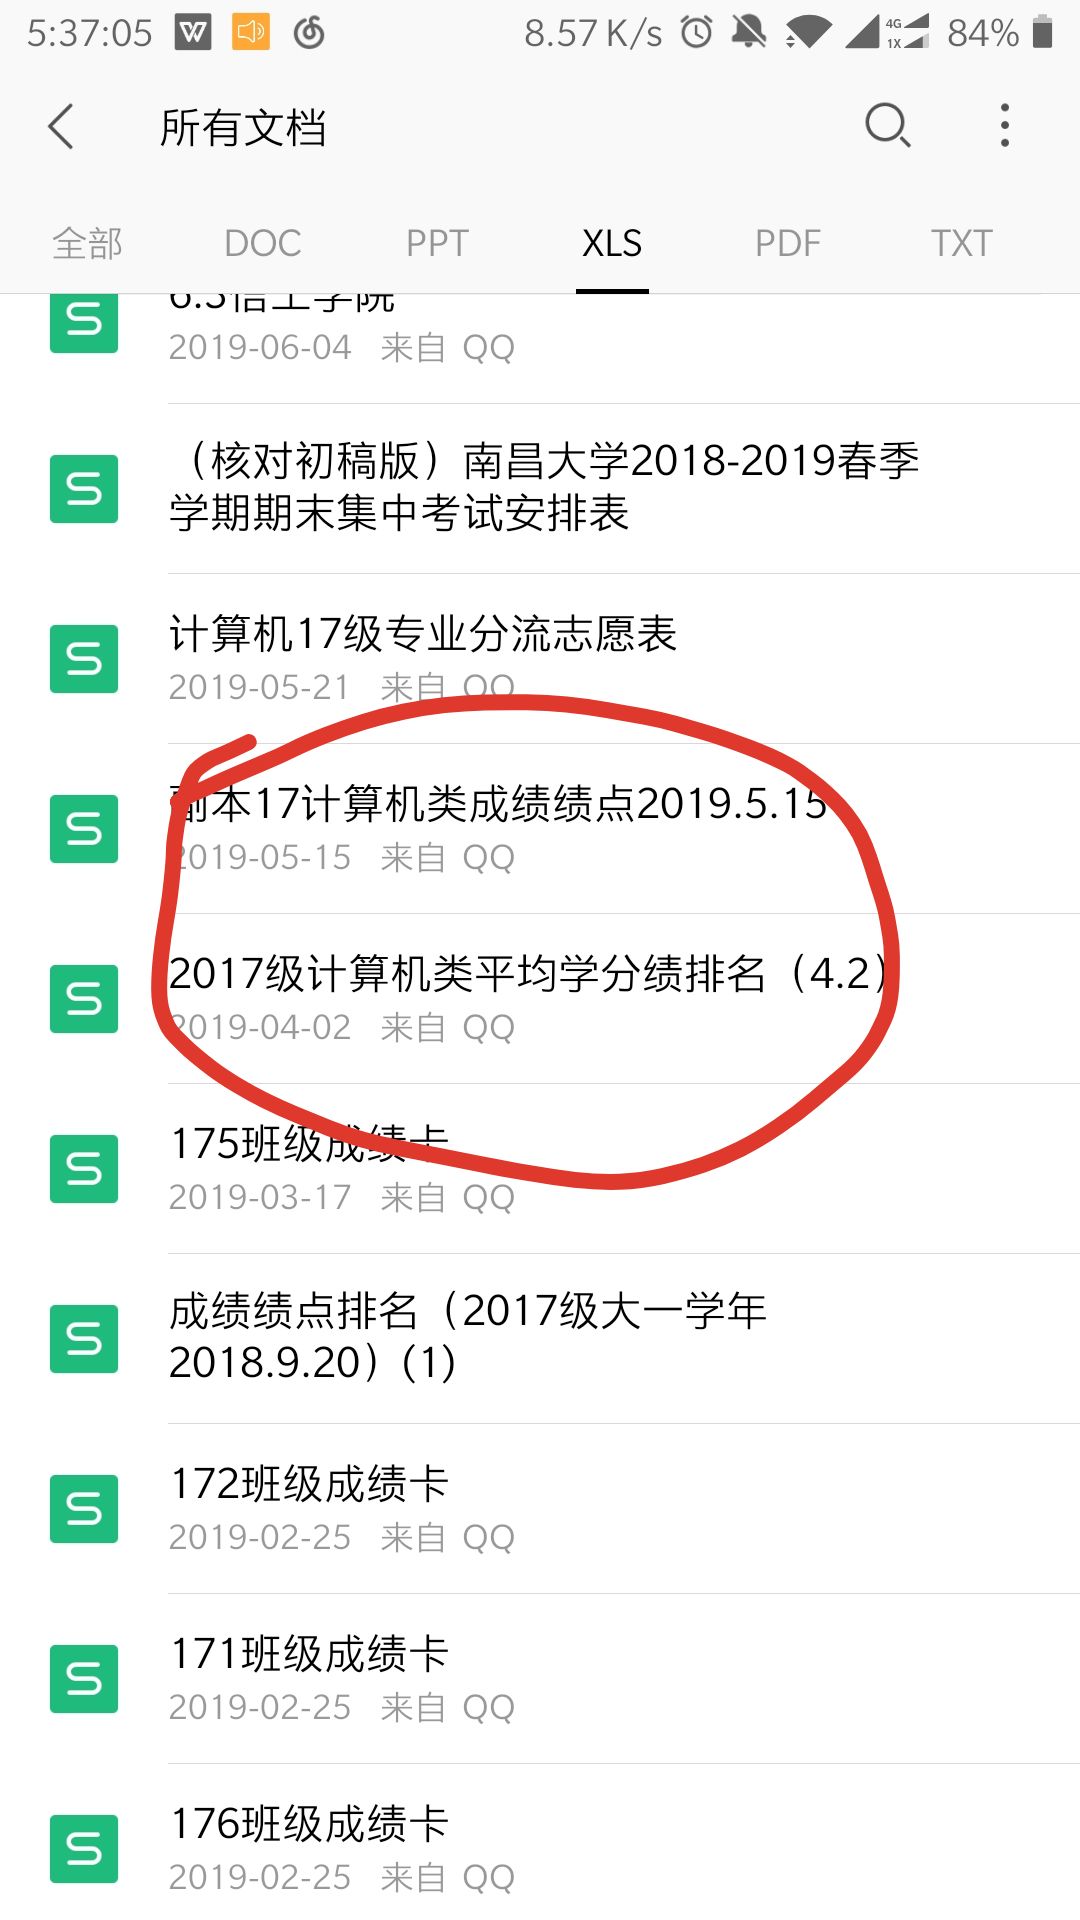 5:37:05
8.57 K/s
4G
1X
84%
所有文档
全部 DOC PPT XLS PDF TXT
2019-06-04 来自 QQ
（核对初稿版）南昌大学2018-2019春季
学期期末集中考试安排表
计算机17级专业分流志愿表
2019-05-21 来自 QQ
副本17计算机类成绩绩点2019.5.15
2019-05-15 来自 QQ
2017级计算机类平均学分绩排名（4.2）
2019-04-02 来自 QQ
175班级成绩卡
2019-03-17 来自 QQ
成绩绩点排名（2017级大一学年
2018.9.20）(1)
172班级成绩卡
2019-02-25 来自 QQ
171班级成绩卡
2019-02-25 来自 QQ
176班级成绩卡
2019-02-25 来自 QQ